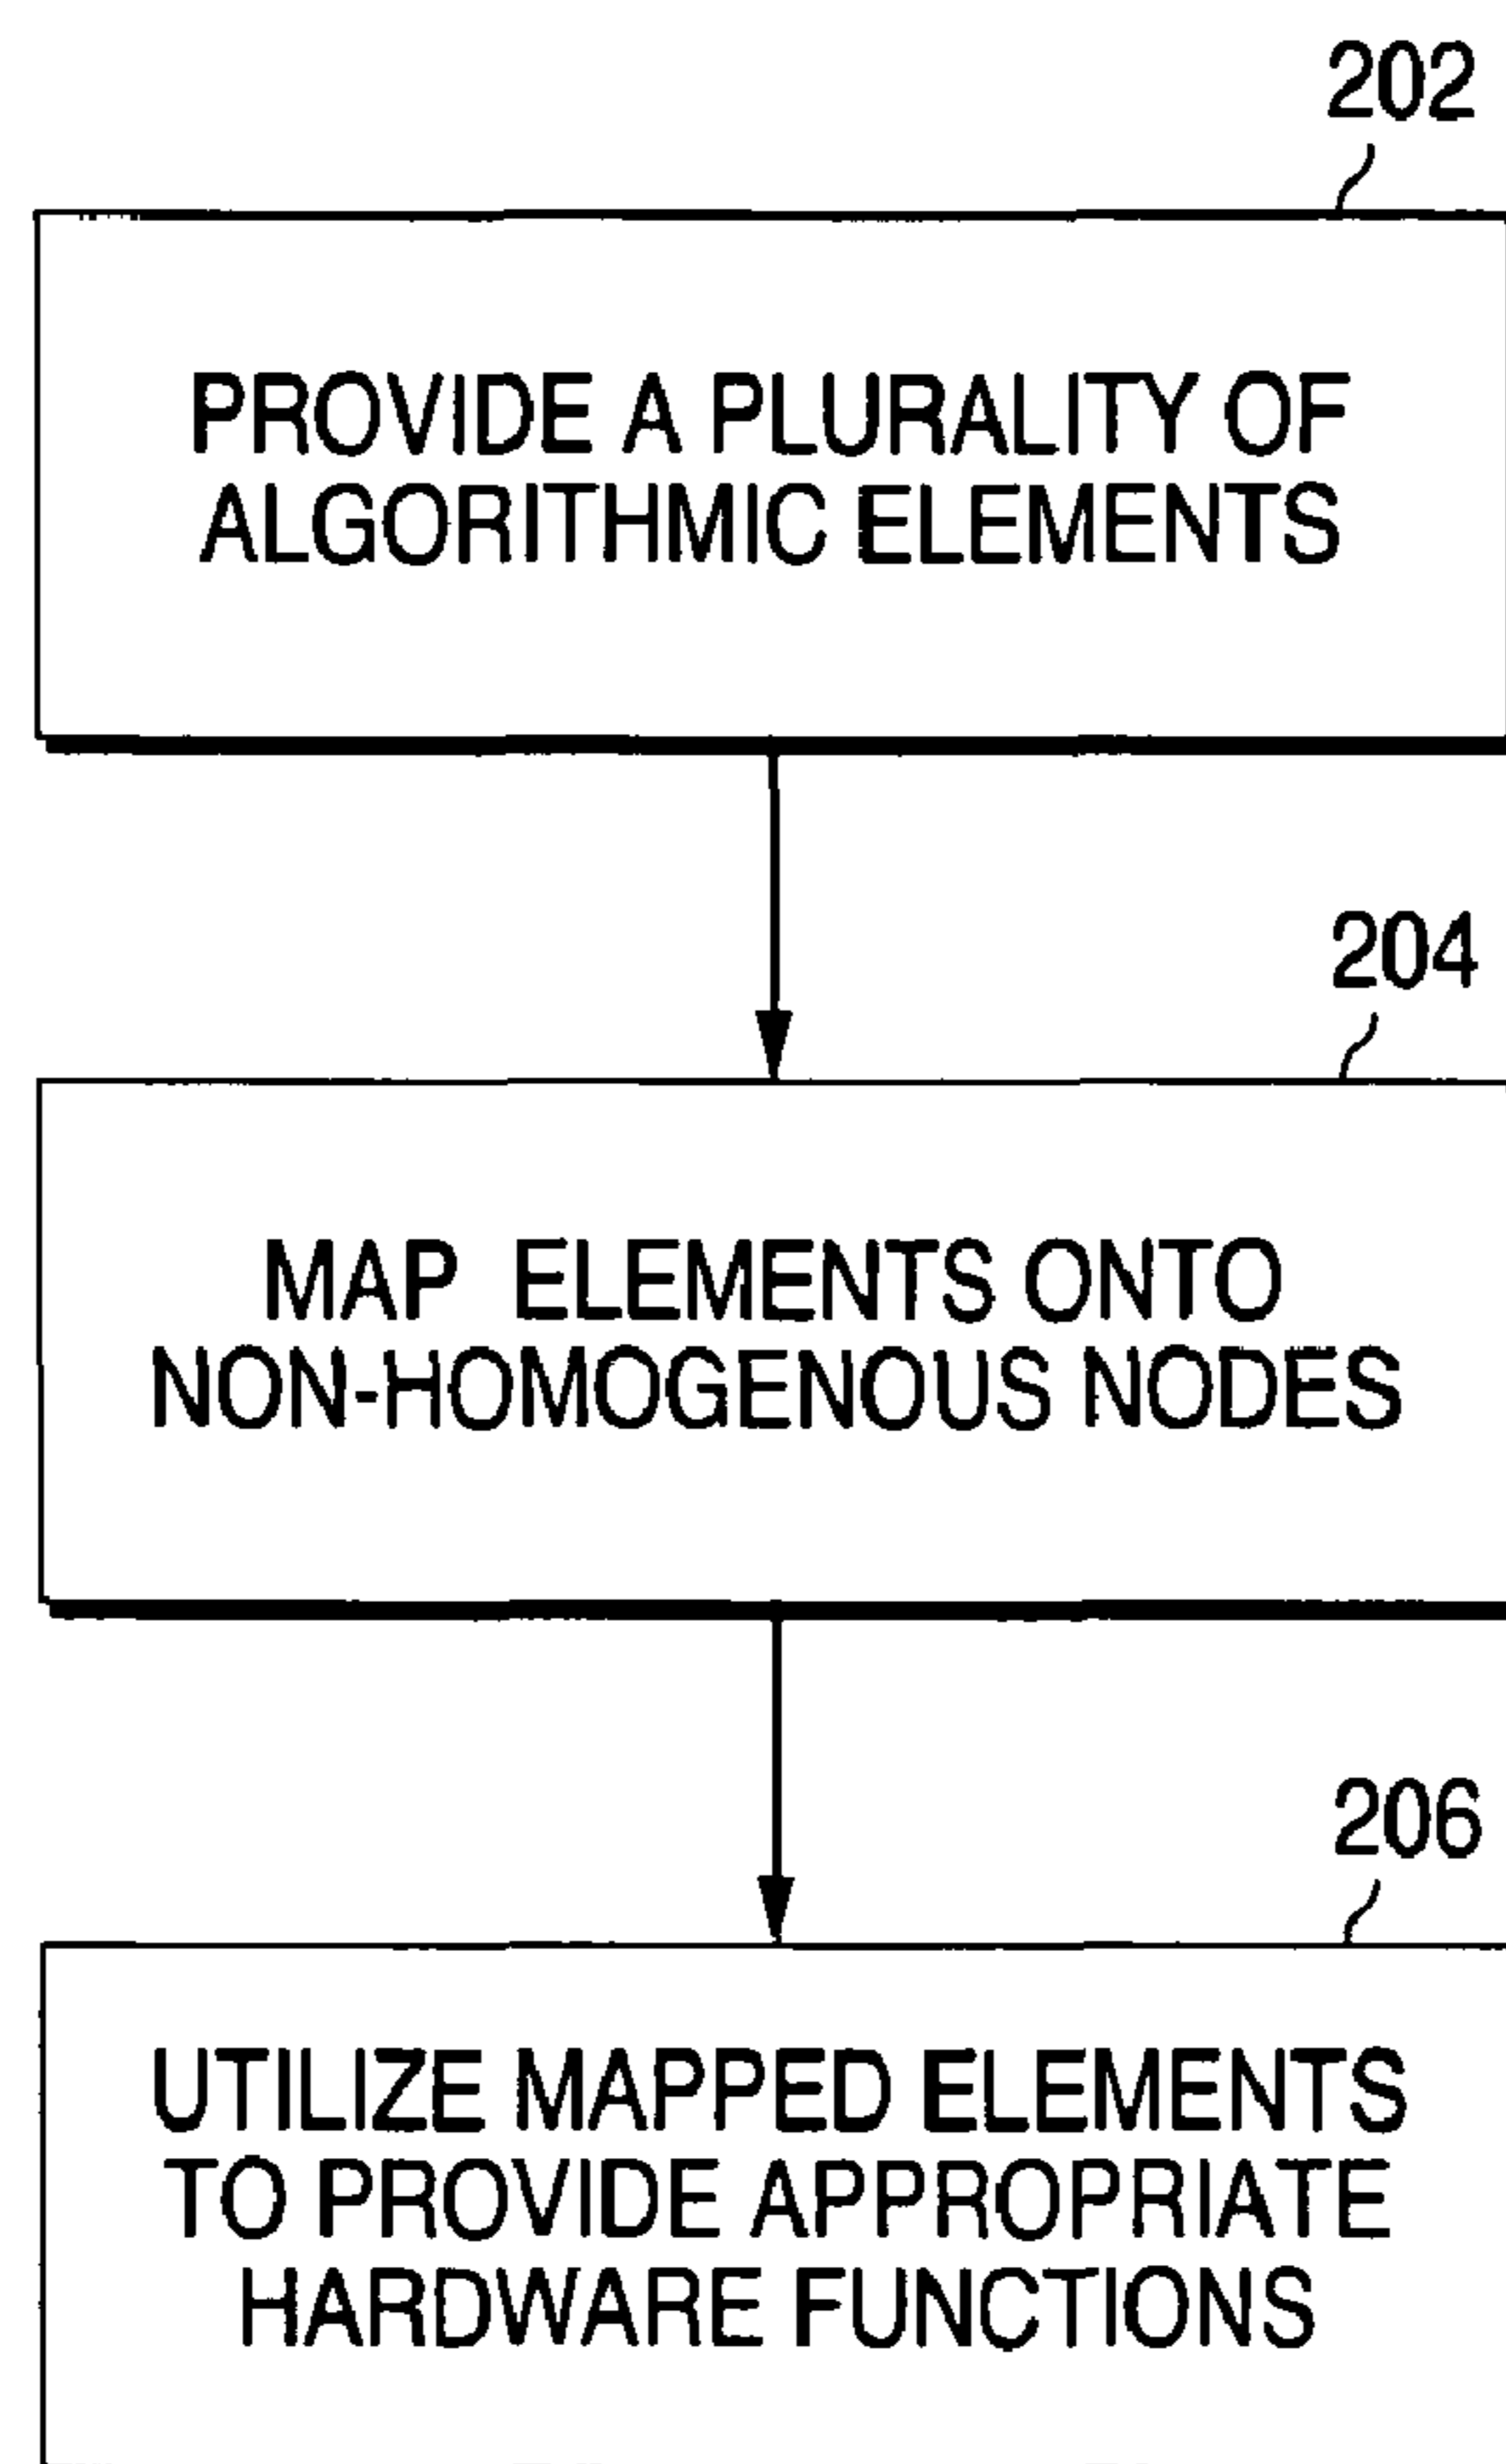 202
PROVIDE A PLURALITY OF
ALGORITHMIC ELEMENTS
204
MAP ELEMENTS ONTO
NON-HOMOGENOUS NODES
206
UTILIZE MAPPED ELEMENTS
TO PROVIDE APPROPRIATE
HARDWARE FUNCTIONS